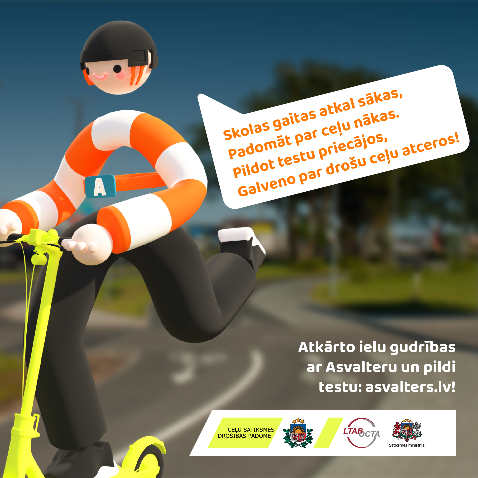 Skolas gaitas atkal sākas,
Padomāt par ceļu nākas.
Pildot testu priecājos,
Galveno par drošu ceļu atceros!
A
Atkārto ielu gudrības
ar Asvalteru un pildi
testu: asvalters.lv!
CEĻU SATIKSMES
DROŠĪBAS PADOME
LTAB
OCTA